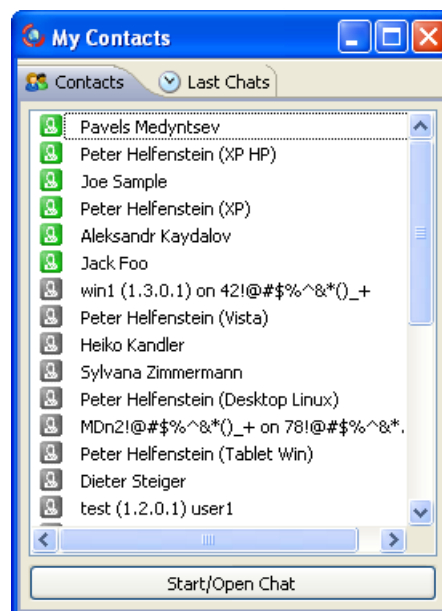 My Contacts
Contacts Last Chats
Pavels Medyntsev
Peter Helfenstein (XP HP)
Joe Sample
Peter Helfenstein (XP)
Aleksandr Kaydalov
Jack Foo
win1 (1.3.0.1) on 42!@#$%^&*()_+
Peter Helfenstein (Vista)
Heiko Kandler
Sylvana Zimmermann
Peter Helfenstein (Desktop Linux)
MDn2!@#$%^&*()_+ on 78!@#$%^&*.
Peter Helfenstein (Tablet Win)
Dieter Steiger
test (1.2.0.1) user1
Start/Open Chat